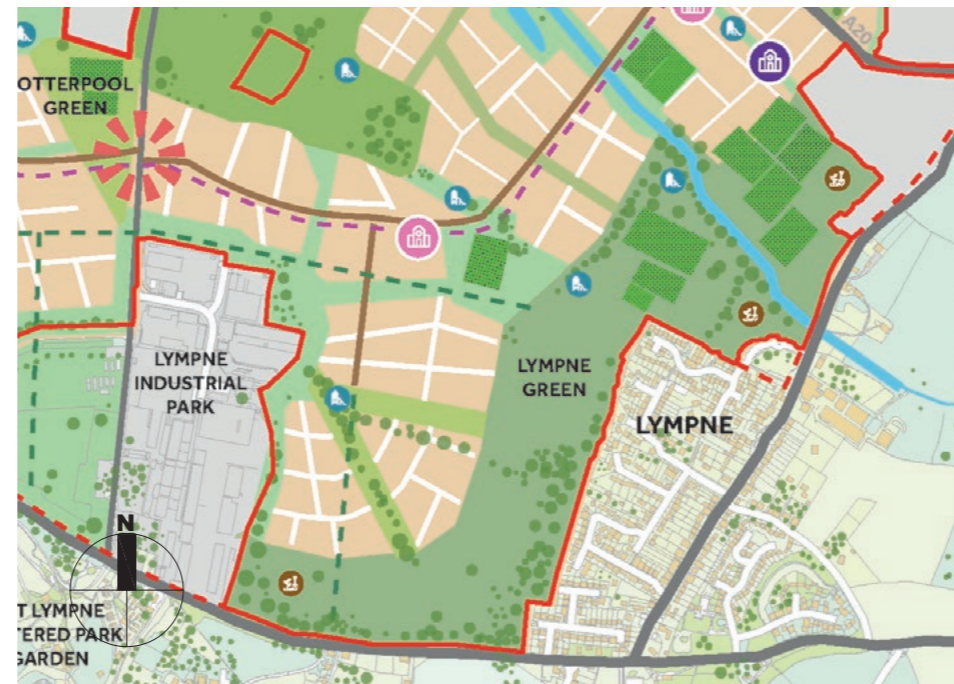 A20
OTTERPOOL
GREEN
LYMPNE
INDUSTRIAL
PARK
LYMPNE
GREEN
LYMPNE
N
T LYMPNE
TERED PARK
GARDEN